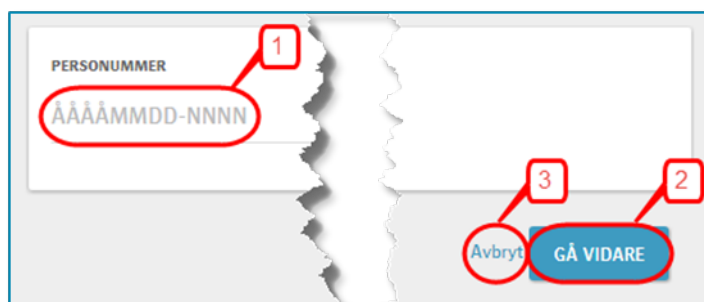 1
PERSONUMMER
ÅÅÅÅMMDD-NNNN
3
2
Avbryt
GÅ VIDARE